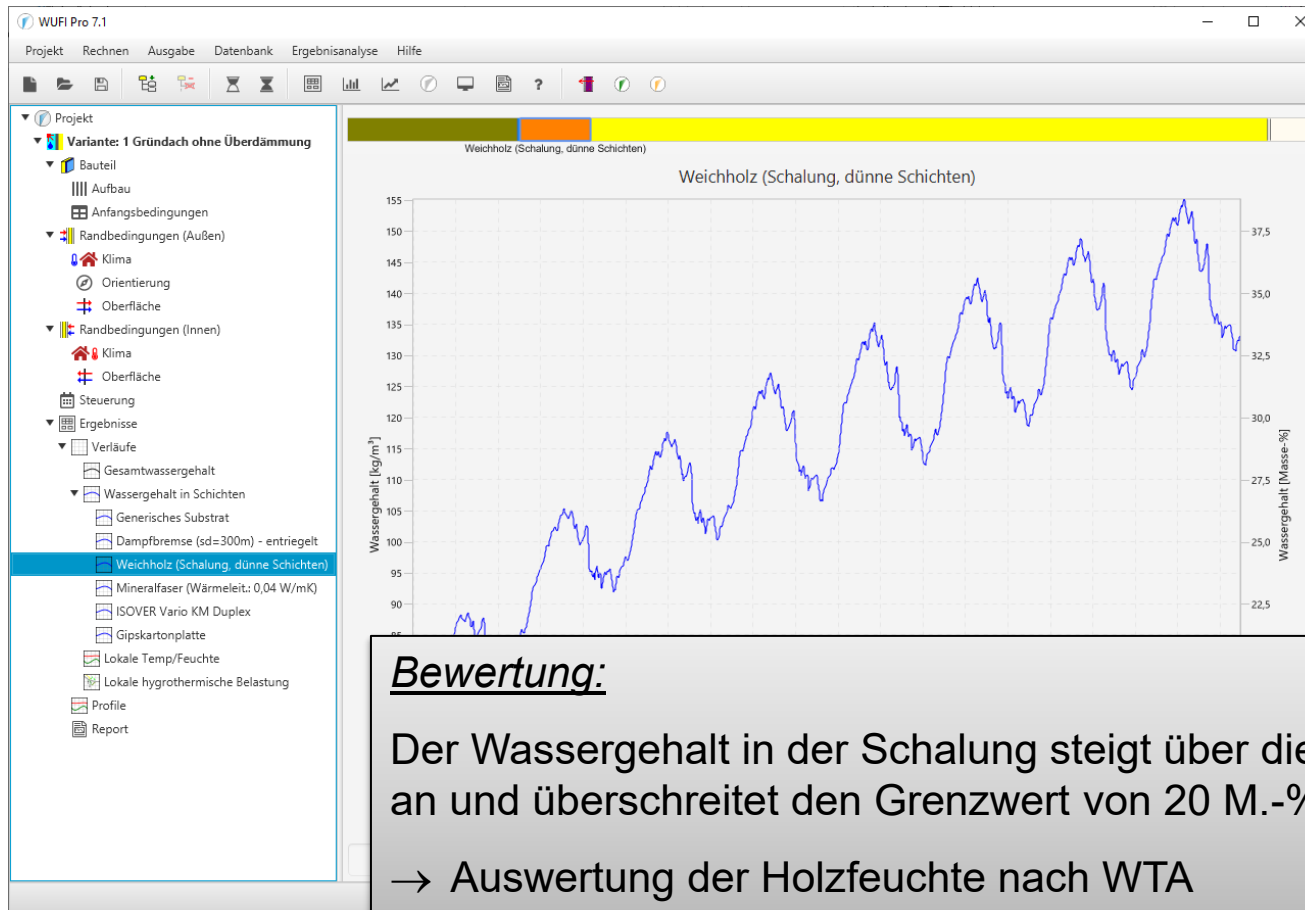 WUFI Pro 7.1
Projekt Rechnen Ausgabe Datenbank Ergebnisanalyse Hilfe
?
Projekt
Variante: 1 Gründach ohne Überdämmung
Bauteil
Aufbau
Anfangsbedingungen
Randbedingungen (Außen)
Klima
Orientierung
Oberfläche
Randbedingungen (Innen)
Klima
Oberfläche
Steuerung
Ergebnisse
Verläufe
Gesamtwassergehalt
Wassergehalt in Schichten
Generisches Substrat
Dampfbremse (sd=300m) - entriegelt
Weichholz (Schalung, dünne Schichten)
Mineralfaser (Wärmeleit.: 0,04 W/mK)
ISOVER Vario KM Duplex
Gipskartonplatte
Lokale Temp/Feuchte
Lokale hygrothermische Belastung
Profile
Report
Weichholz (Schalung, dünne Schichten)
Weichholz (Schalung, dünne Schichten)
Wassergehalt [kg/m³]
155
150
145
140
135
130
125
120
115
110
105
100
95
90
37,5
35,0
32,5
30,0
27,5
25,0
22,5
Wassergehalt [Masse-%]
Bewertung:
Der Wassergehalt in der Schalung steigt über die
an und überschreitet den Grenzwert von 20 M.-%
→ Auswertung der Holzfeuchte nach WTA